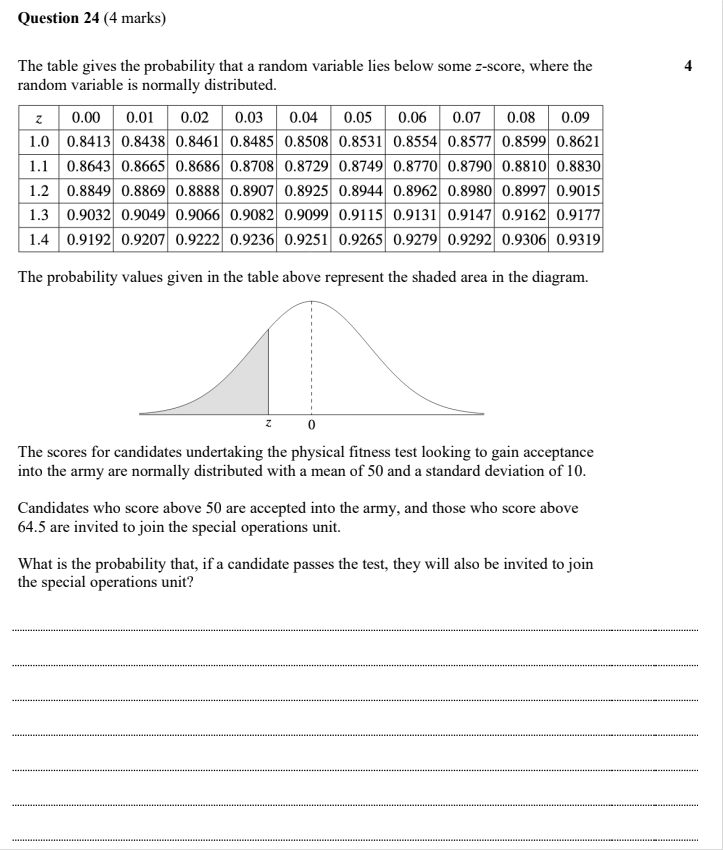 Question 24 (4 marks)
The table gives the probability that a random variable lies below some z-score, where the 4
random variable is normally distributed.
z 0.00 0.01 0.02 0.03 0.04 0.05 0.06 0.07 0.08 0.09
1.0 0.8413 0.8438 0.8461 0.8485 0.8508 0.8531 0.8554 0.8577 0.8599 0.8621
1.1 0.8643 0.8665 0.8686 0.8708 0.8729 0.8749 0.8770 0.8790 0.8810 0.8830
1.2 0.8849 0.8869 0.8888 0.8907 0.8925 0.8944 0.8962 0.8980 0.8997 0.9015
1.3 0.9032 0.9049 0.9066 0.9082 0.9099 0.9115 0.9131 0.9147 0.9162 0.9177
1.4 0.9192 0.9207 0.9222 0.9236 0.9251 0.9265 0.9279 0.9292 0.9306 0.9319
The probability values given in the table above represent the shaded area in the diagram.
z 0
The scores for candidates undertaking the physical fitness test looking to gain acceptance
into the army are normally distributed with a mean of 50 and a standard deviation of 10.
Candidates who score above 50 are accepted into the army, and those who score above
64.5 are invited to join the special operations unit.
What is the probability that, if a candidate passes the test, they will also be invited to join
the special operations unit?